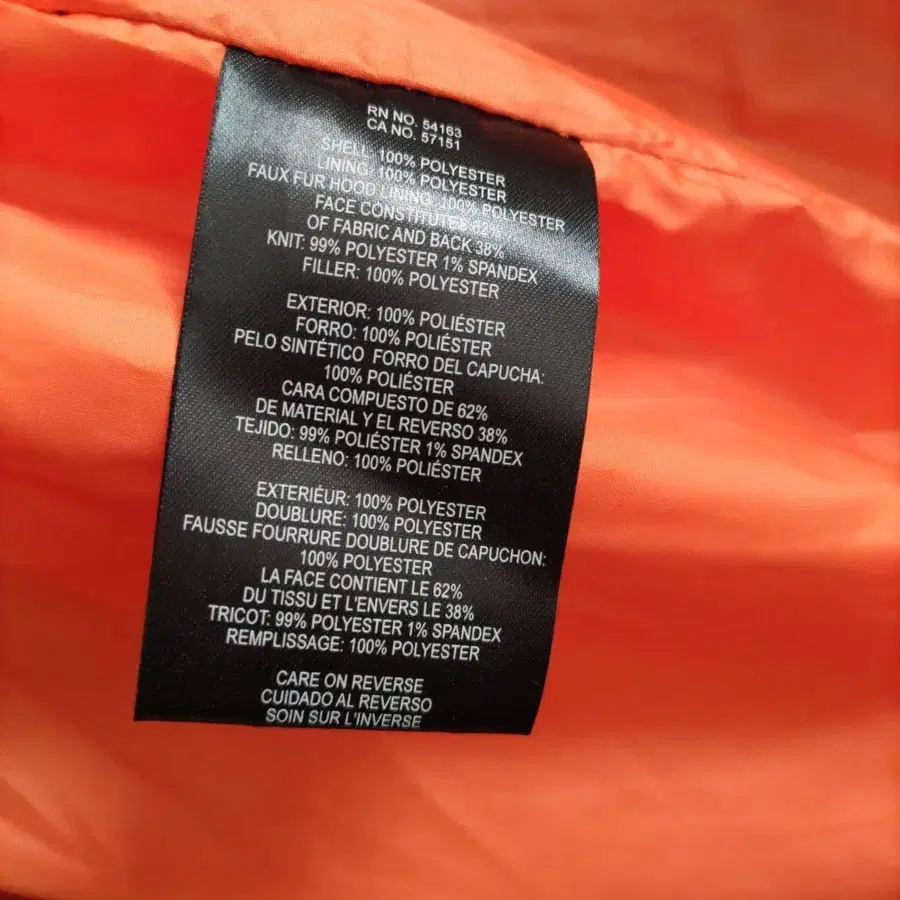 RN NO. 54163
CA NO. 57151
SHELL: 100% POLYESTER
LINING: 100% POLYESTER
FAUX FUR HOOD LINING: 100% POLYESTER
FACE CONSTITUTES 62%
OF FABRIC AND BACK 38%
KNIT: 99% POLYESTER 1% SPANDEX
FILLER: 100% POLYESTER
EXTERIOR: 100% POLIÉSTER
FORRO: 100% POLIÉSTER
PELO SINTÉTICO FORRO DEL CAPUCHA:
100% POLIÉSTER
CARA COMPUESTO DE 62%
DE MATERIAL Y EL REVERSO 38%
TEJIDO: 99% POLIÉSTER 1% SPANDEX
RELLENO: 100% POLIÉSTER
EXTERIÉUR: 100% POLYESTER
DOUBLURE: 100% POLYESTER
FAUSSE FOURRURE DOUBLURE DE CAPUCHON:
100% POLYESTER
LA FACE CONTIENT LE 62%
DU TISSU ET L'ENVERS LE 38%
TRICOT: 99% POLYESTER 1% SPANDEX
REMPLISSAGE: 100% POLYESTER
CARE ON REVERSE
CUIDADO AL REVERSO
SOIN SUR L'INVERSE